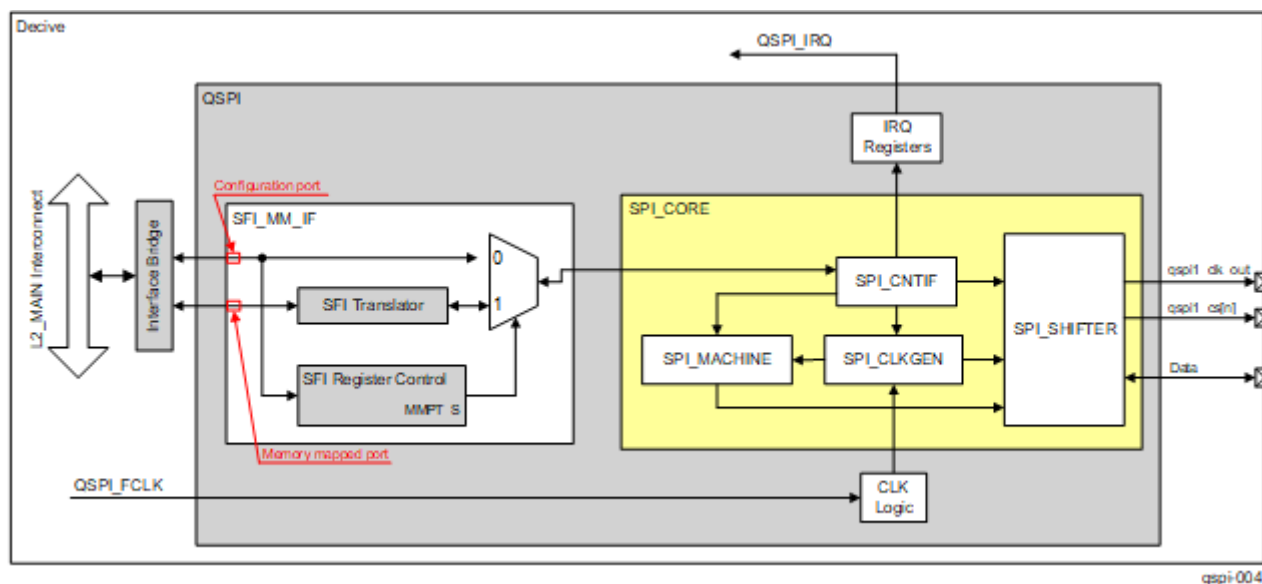 Decive
QSPI_IRQ
QSPI
IRQ
Registers
Configuration port
SFI_MM_IF
SPI_CORE
L2_MAIN Interconnect
Interface Bridge
0
SPI_CNTIF
qspi1_clk_out
SFI Translator
1
qspi1_cs[n]
SPI_SHIFTER
SPI_MACHINE
SPI_CLKGEN
SFI Register Control
Data
MMPT_S
Memory mapped port
QSPI_FCLK
CLK
Logic
qspi-004